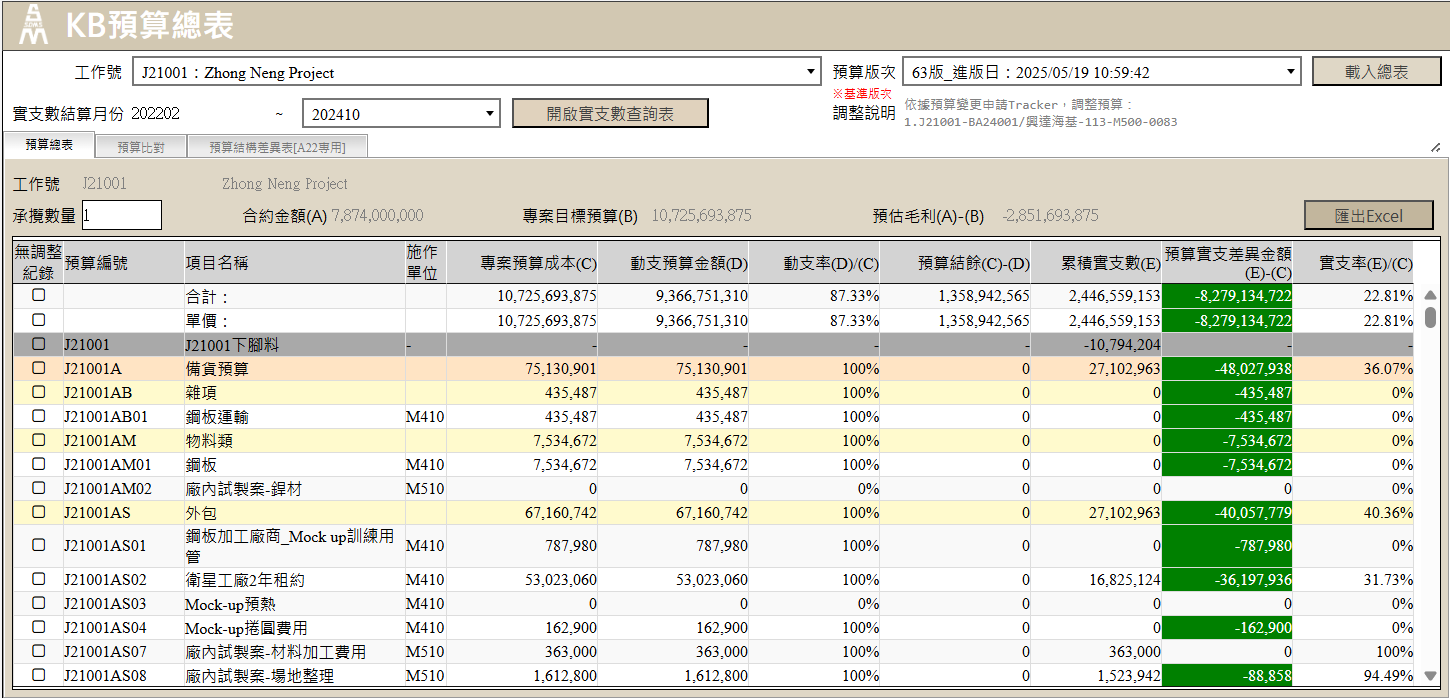 KB預算總表
工作號 J21001：Zhong Neng Project 預算版次 63版_進版日：2025/05/19 10:59:42 載入總表
※基準版次
實支數結算月份 202202 ~ 202410 開啟實支數查詢表 調整說明 依據預算變更申請Tracker，調整預算：
1.J21001-BA24001/興達海基-113-M500-0083
預算總表 預算比對 預算結構差異表[A22專用]
工作號 J21001 Zhong Neng Project
承攬數量 1 合約金額(A) 7,874,000,000 專案目標預算(B) 10,725,693,875 預估毛利(A)-(B) -2,851,693,875 匯出Excel
無調整紀錄 預算編號 項目名稱 施作單位 專案預算成本(C) 動支預算金額(D) 動支率(D)/(C) 預算結餘(C)-(D) 累積實支數(E) 預算實支差異金額(E)-(C) 實支率(E)/(C)
合計： 10,725,693,875 9,366,751,310 87.33% 1,358,942,565 2,446,559,153 -8,279,134,722 22.81%
單價： 10,725,693,875 9,366,751,310 87.33% 1,358,942,565 2,446,559,153 -8,279,134,722 22.81%
J21001 J21001下腳料 - - - - - -10,794,204 - -
J21001A 備貨預算 75,130,901 75,130,901 100% 0 27,102,963 -48,027,938 36.07%
J21001AB 雜項 435,487 435,487 100% 0 0 -435,487 0%
J21001AB01 鋼板運輸 M410 435,487 435,487 100% 0 0 -435,487 0%
J21001AM 物料類 7,534,672 7,534,672 100% 0 0 -7,534,672 0%
J21001AM01 鋼板 M410 7,534,672 7,534,672 100% 0 0 -7,534,672 0%
J21001AM02 廠內試製案-銲材 M510 0 0 0% 0 0 0 0%
J21001AS 外包 67,160,742 67,160,742 100% 0 27,102,963 -40,057,779 40.36%
J21001AS01 鋼板加工廠商_Mock up訓練用管 M410 787,980 787,980 100% 0 0 -787,980 0%
J21001AS02 衛星工廠2年租約 M410 53,023,060 53,023,060 100% 0 16,825,124 -36,197,936 31.73%
J21001AS03 Mock-up預熱 M410 0 0 0% 0 0 0 0%
J21001AS04 Mock-up捲圓費用 M410 162,900 162,900 100% 0 0 -162,900 0%
J21001AS07 廠內試製案-材料加工費用 M510 363,000 363,000 100% 0 363,000 0 100%
J21001AS08 廠內試製案-場地整理 M510 1,612,800 1,612,800 100% 0 1,523,942 -88,858 94.49%